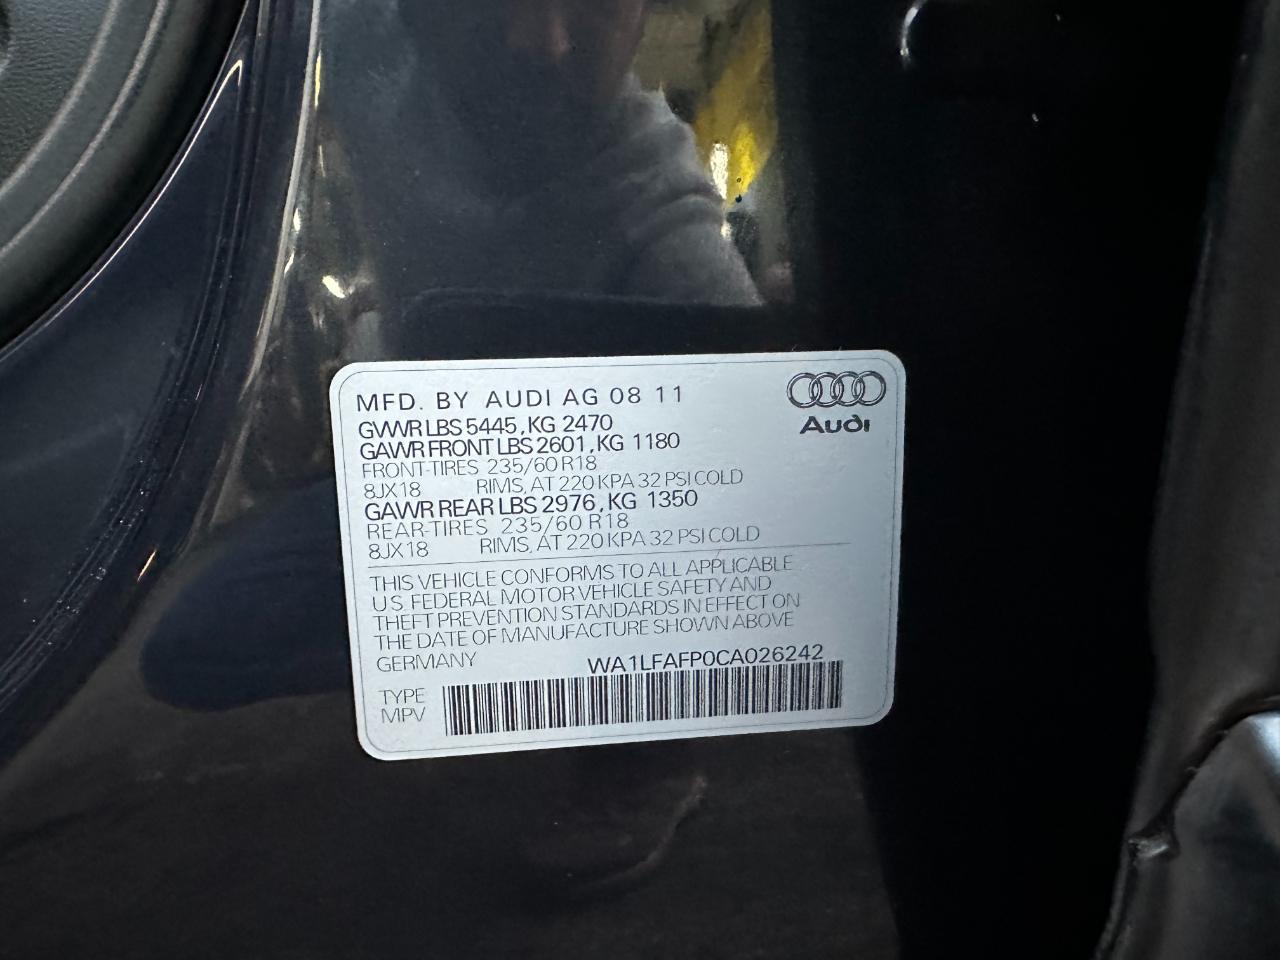 MFD. BY AUDI AG 08 11
GVWR LBS 5445, KG 2470
GAWR FRONT LBS 2601, KG 1180
FRONT-TIRES 235/60 R18
8JX18 RIMS, AT 220 KPA 32 PSI COLD
GAWR REAR LBS 2976, KG 1350
REAR-TIRES 235/60 R18
8JX18 RIMS, AT 220 KPA 32 PSI COLD
THIS VEHICLE CONFORMS TO ALL APPLICABLE
US FEDERAL MOTOR VEHICLE SAFETY AND
THEFT PREVENTION STANDARDS IN EFFECT ON
THE DATE OF MANUFACTURE SHOWN ABOVE
GERMANY WA1LFAFP0CA026242
TYPE
MPV
Audi